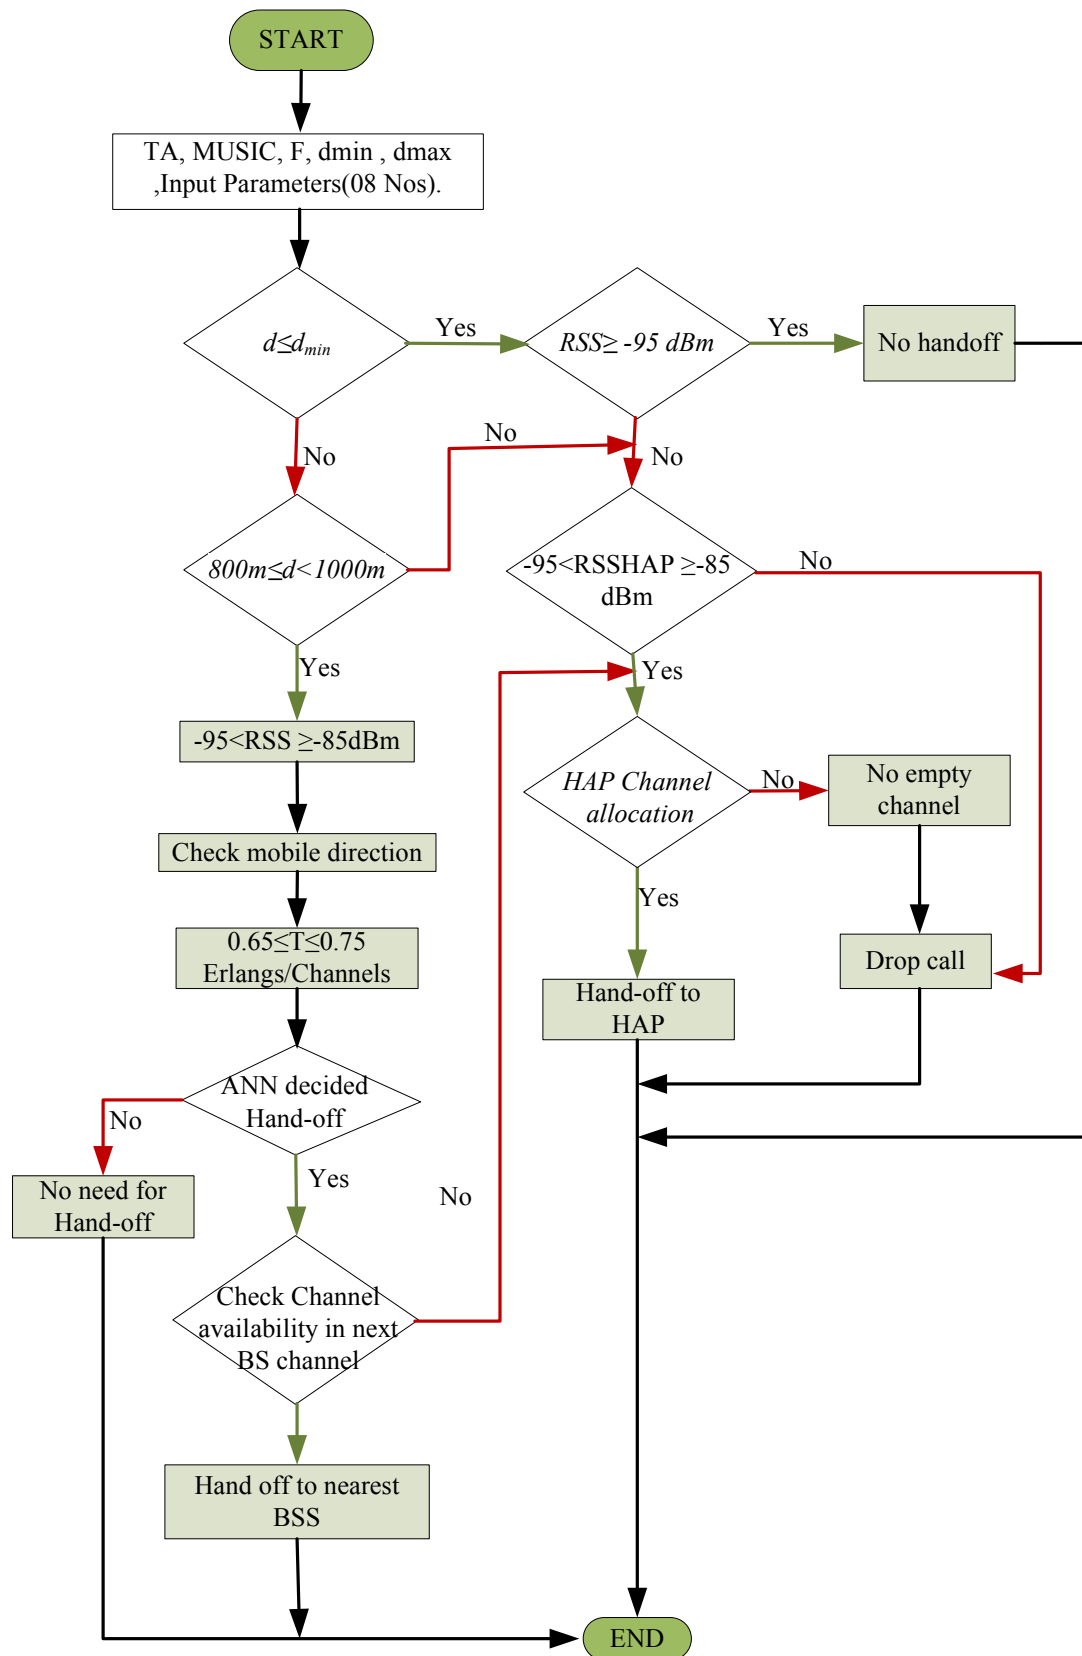 START
TA, MUSIC, F, dmin , dmax
,Input Parameters(08 Nos).
d≤dmin
Yes
RSS≥ -95 dBm
Yes
No handoff
No
No
No
800m≤d<1000m
-95<RSSHAP ≥-85
dBm
No
Yes
Yes
-95<RSS ≥-85dBm
HAP Channel
allocation
No
No empty
channel
Check mobile direction
Yes
0.65≤T≤0.75
Erlangs/Channels
Drop call
Hand-off to
HAP
ANN decided
Hand-off
No
Yes
No
No need for
Hand-off
Check Channel
availability in next
BS channel
Hand off to nearest
BSS
END